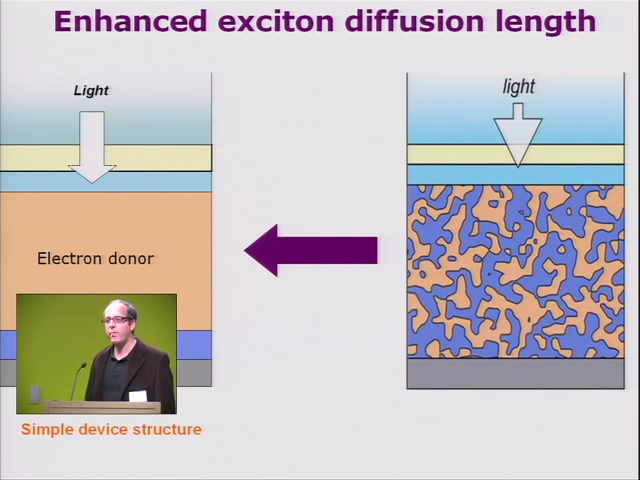 Enhanced exciton diffusion length
Light
light
Electron donor
Simple device structure